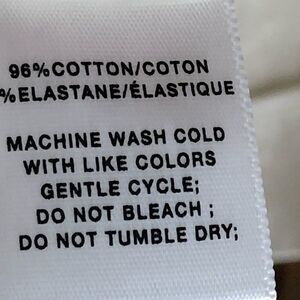 96%COTTON/COTON
%ELASTANE/ÉLASTIQUE
MACHINE WASH COLD
WITH LIKE COLORS
GENTLE CYCLE;
DO NOT BLEACH ;
DO NOT TUMBLE DRY;